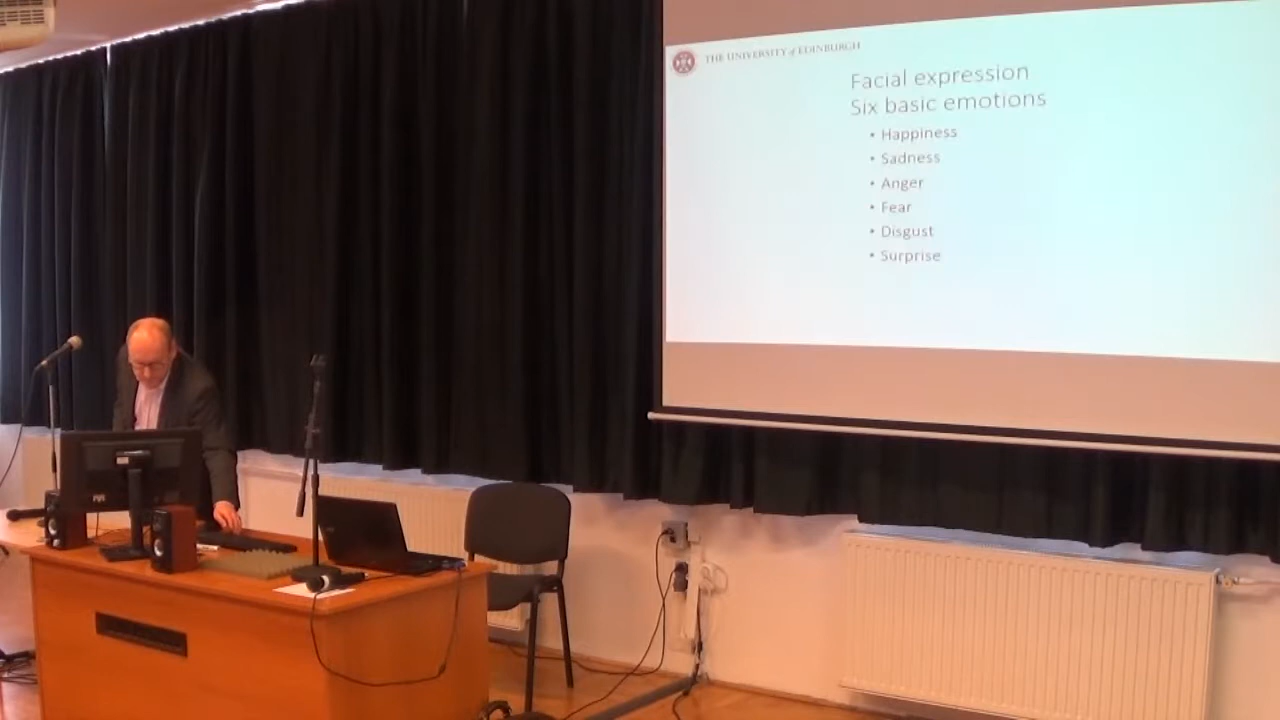 THE UNIVERSITY of EDINBURGH
Facial expression
Six basic emotions
• Happiness
• Sadness
• Anger
• Fear
• Disgust
• Surprise